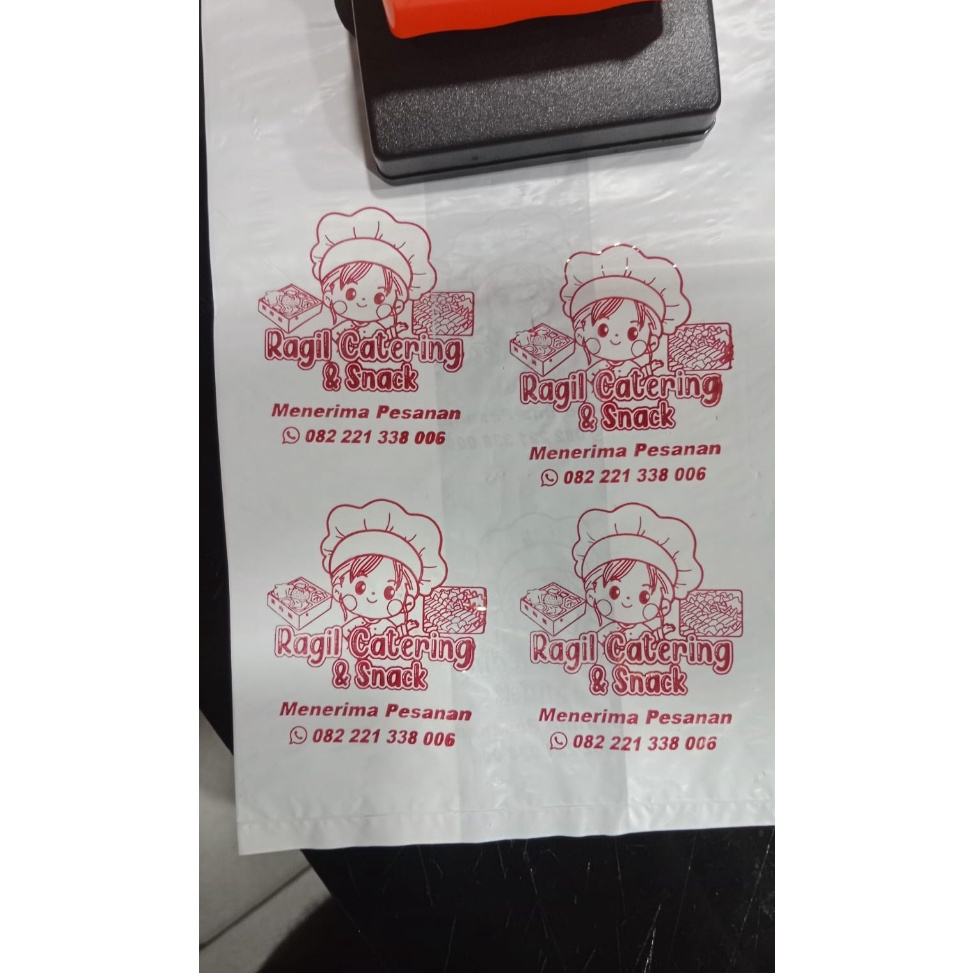 Ragil Catering
& Snack
Menerima Pesanan
082 221 338 006
Ragil Catering
& Snack
Menerima Pesanan
082 221 338 006
Ragil Catering
& Snack
Menerima Pesanan
082 221 338 006
Ragil Catering
& Snack
Menerima Pesanan
082 221 338 006